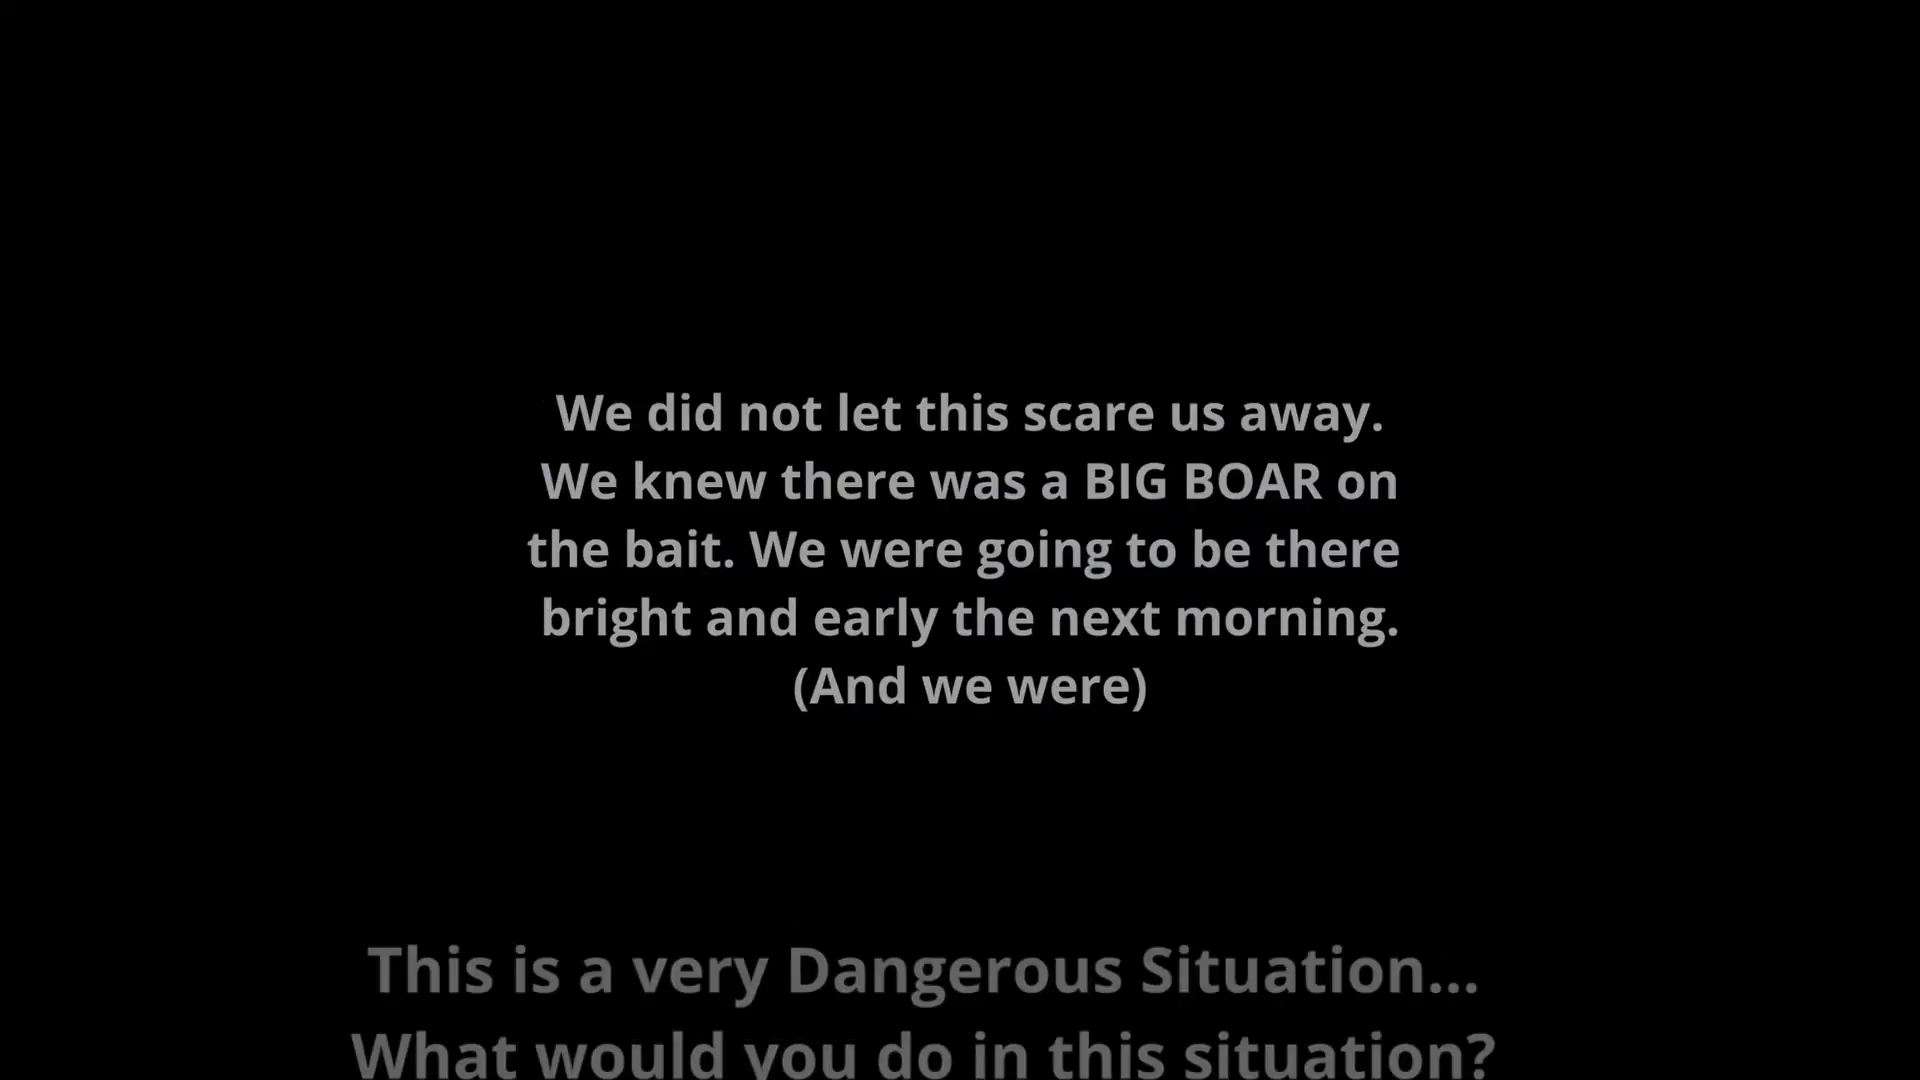 We did not let this scare us away.
We knew there was a BIG BOAR on
the bait. We were going to be there
bright and early the next morning.
(And we were)
This is a very Dangerous Situation...
What would you do in this situation?